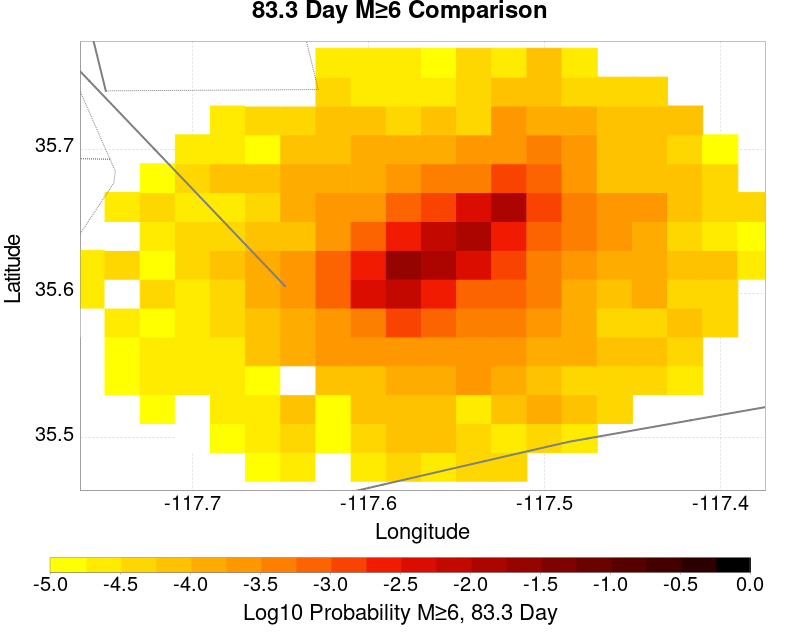 83.3 Day M≥6 Comparison
35.7
35.6
35.5
Latitude
-117.7 -117.6 -117.5 -117.4
Longitude
-5.0 -4.5 -4.0 -3.5 -3.0 -2.5 -2.0 -1.5 -1.0 -0.5 0.0
Log10 Probability M≥6, 83.3 Day